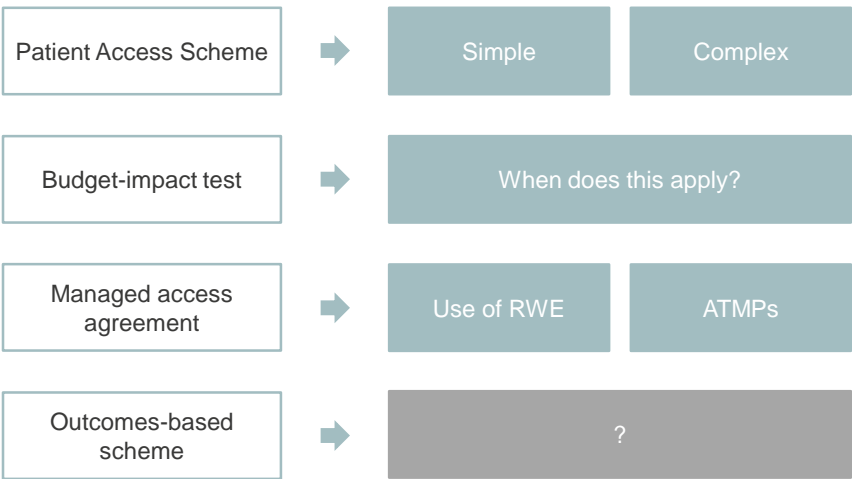 Patient Access Scheme
Simple
Complex
Budget-impact test
When does this apply?
Managed access
agreement
Use of RWE
ATMPs
Outcomes-based
scheme
?